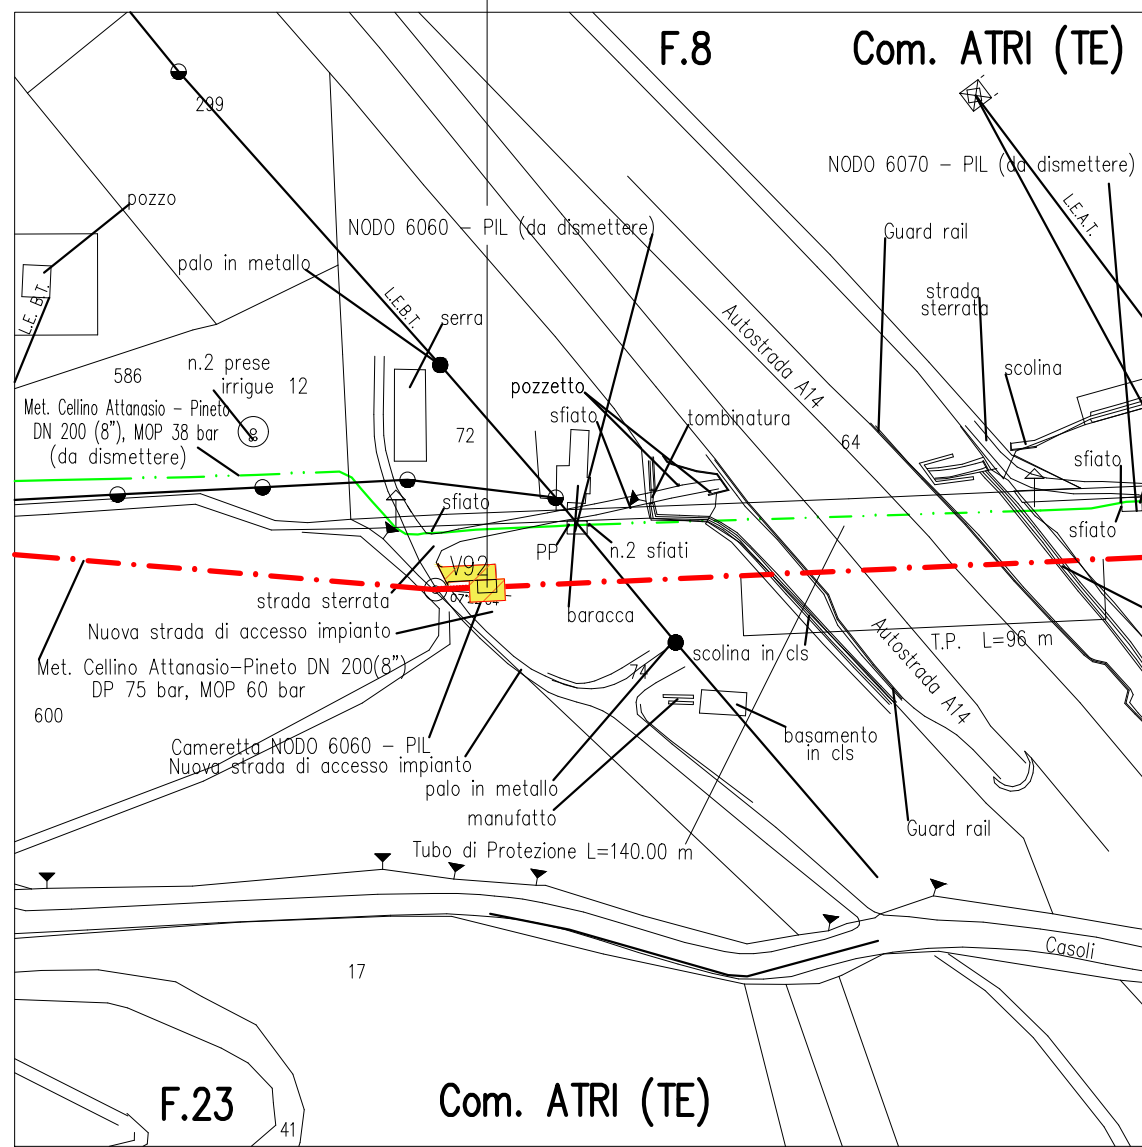 F.8
Com. ATRI (TE)
299
NODO 6070 - PIL (da dismettere)
pozzo
L.E.A.T.
NODO 6060 - PIL (da dismettere)
Guard rail
palo in metallo
L.E.B.T.
L.E.B.T.
strada
sterrata
serra
Autostrada A14
n.2 prese
irrigue 12
586
scolina
pozzetto
Met. Cellino Attanasio - Pineto
DN 200 (8"), MOP 38 bar
(da dismettere)
sfiato
tombinatura
72
64
sfiato
sfiato
sfiato
PP
n.2 sfiati
V92
strada sterrata
baracca
Nuova strada di accesso impianto
Autostrada A14
T.P. L=96 m
scolina in cls
Met. Cellino Attanasio-Pineto DN 200(8")
DP 75 bar, MOP 60 bar
74
600
basamento
in cls
Cameretta NODO 6060 - PIL
Nuova strada di accesso impianto
palo in metallo
manufatto
Guard rail
Tubo di Protezione L=140.00 m
Casoli
17
F.23
Com. ATRI (TE)
41